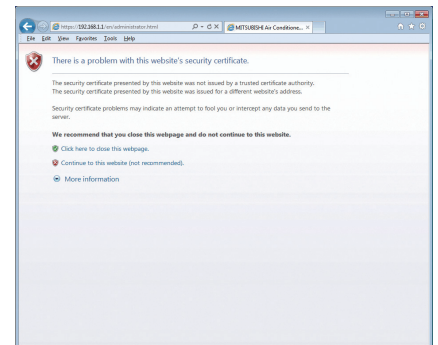 https://192.168.1.1/en/administrator.html
MITSUBISHI Air Conditione...
File Edit View Favorites Tools Help
There is a problem with this website's security certificate.
The security certificate presented by this website was not issued by a trusted certificate authority.
The security certificate presented by this website was issued for a different website's address.
Security certificate problems may indicate an attempt to fool you or intercept any data you send to the
server.
We recommend that you close this webpage and do not continue to this website.
Click here to close this webpage.
Continue to this website (not recommended).
More information